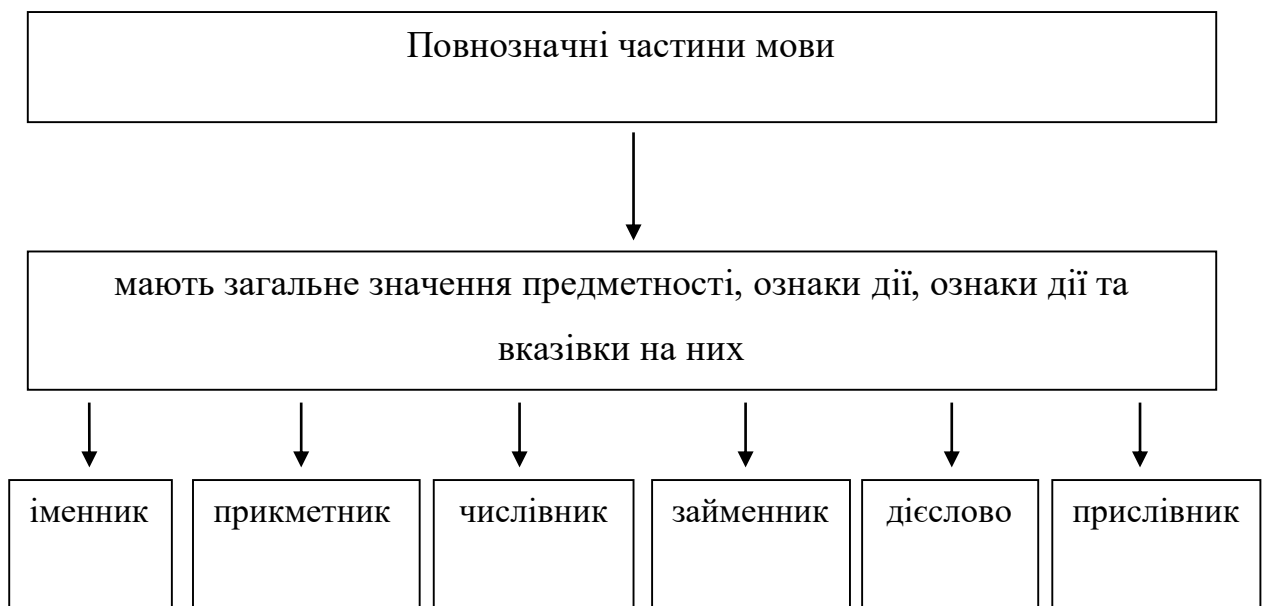 Повнозначні частини мови
мають загальне значення предметності, ознаки дії, ознаки дії та
вказівки на них
іменник
прикметник
числівник
займенник
дієслово
прислівник